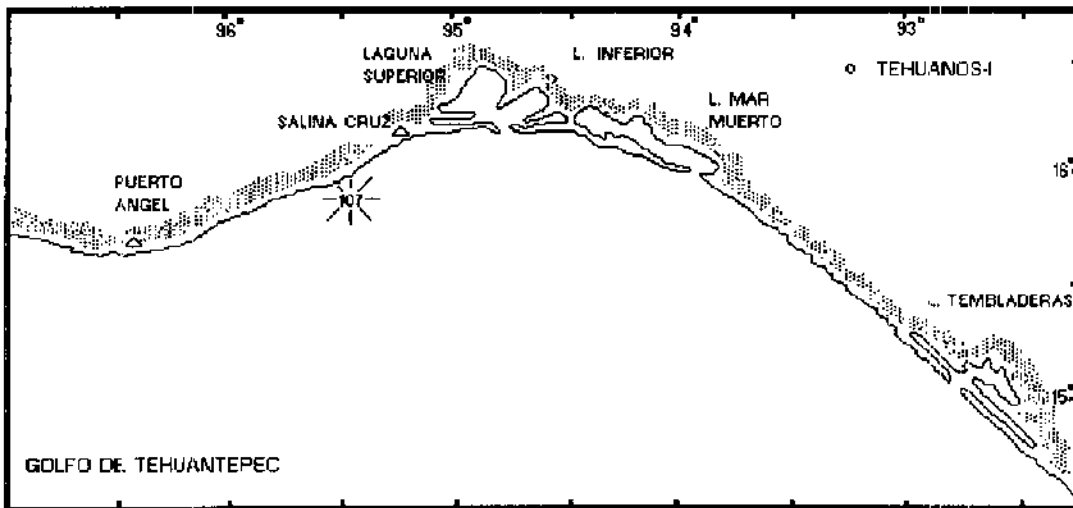 96° 95° 94° 93°
LAGUNA
SUPERIOR
L. INFERIOR
TEHUANOS-I
L. MAR
MUERTO
SALINA CRUZ
16°
PUERTO
ANGEL
107
TEMBLADERAS
15°
GOLFO DE TEHUANTEPEC